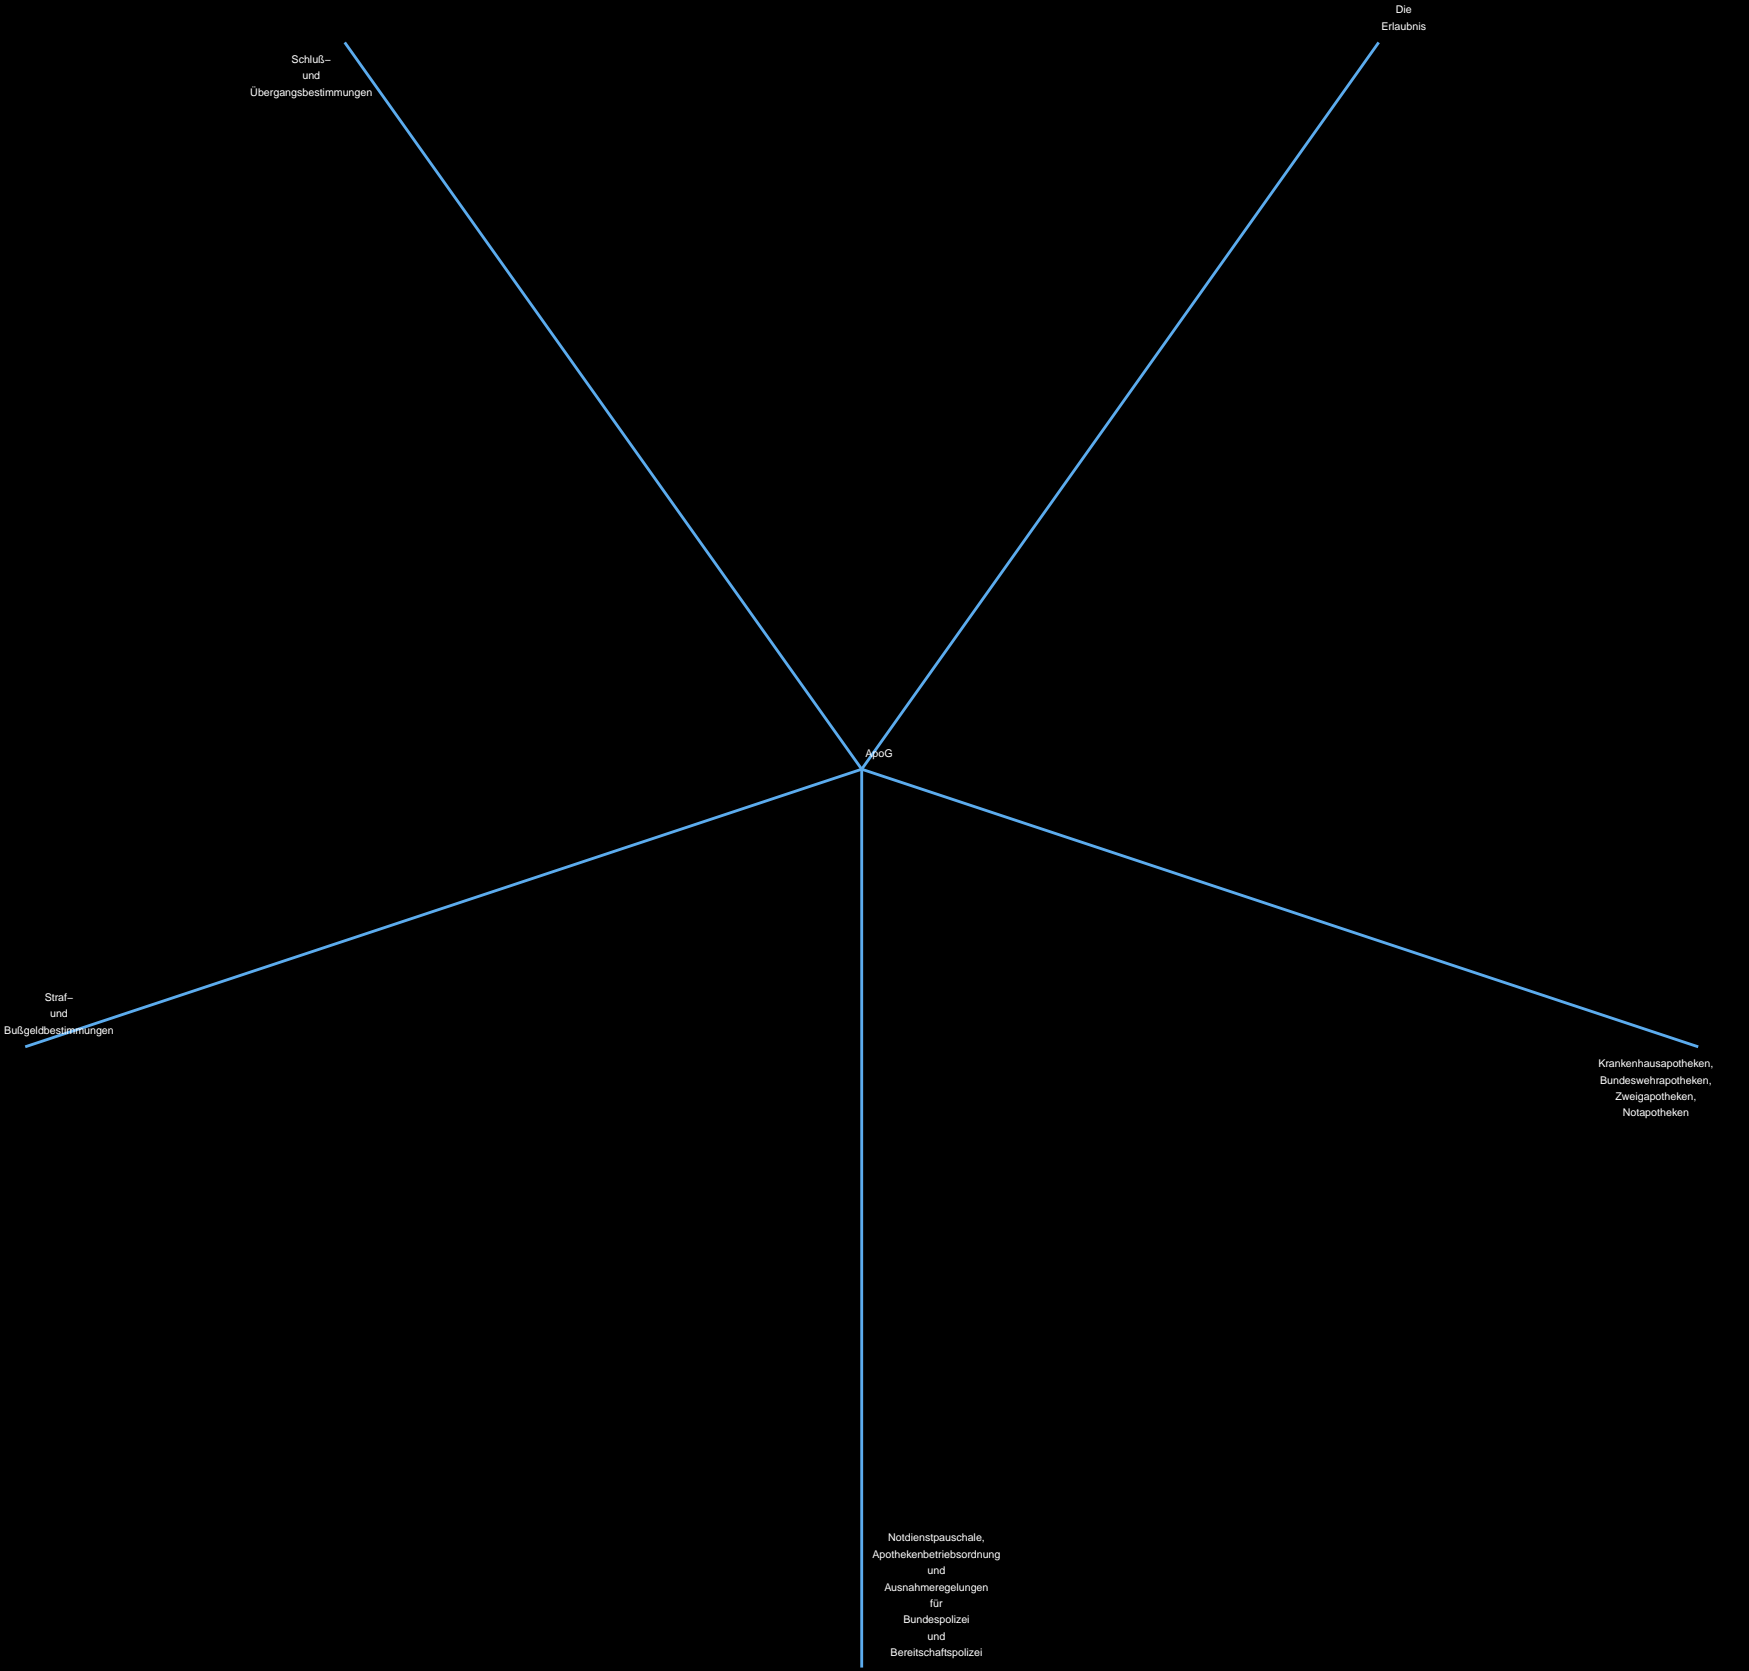 Die
Erlaubnis
Schluß–
und
Übergangsbestimmungen
ApoG
Straf–
und
Bußgeldbestimmungen
Krankenhausapotheken,
Bundeswehrapotheken,
Zweigapotheken,
Notapotheken
Notdienstpauschale,
Apothekenbetriebsordnung
und
Ausnahmeregelungen
für
Bundespolizei
und
Bereitschaftspolizei